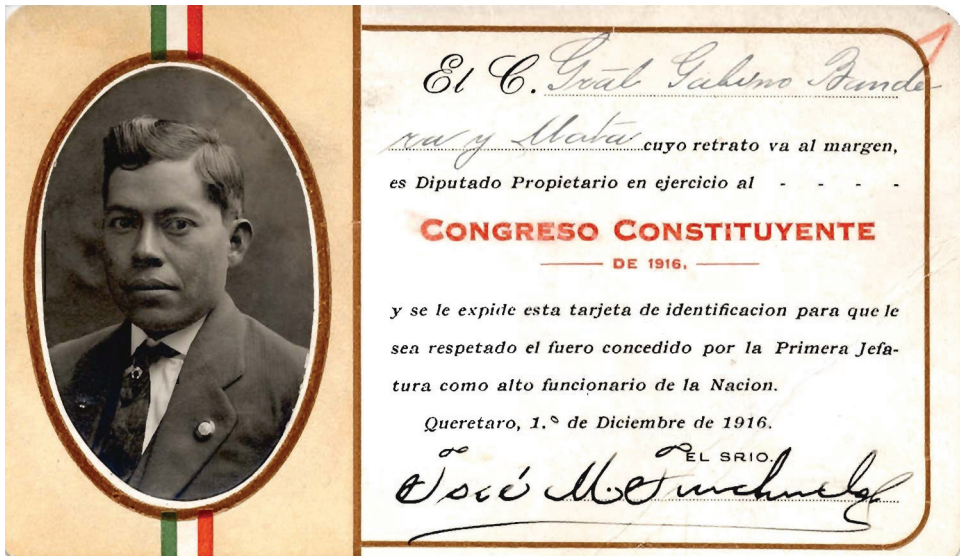 El C. Grãl Gabino Bande
ra y Mata cuyo retrato va al margen,
es Diputado Propietario en ejercicio al - - - -
CONGRESO CONSTITUYENTE
DE 1916.
y se le expide esta tarjeta de identificacion para que le
sea respetado el fuero concedido por la Primera Jefa-
tura como alto funcionario de la Nacion.
Queretaro, 1.º de Diciembre de 1916.
EL SRIO.
José M.